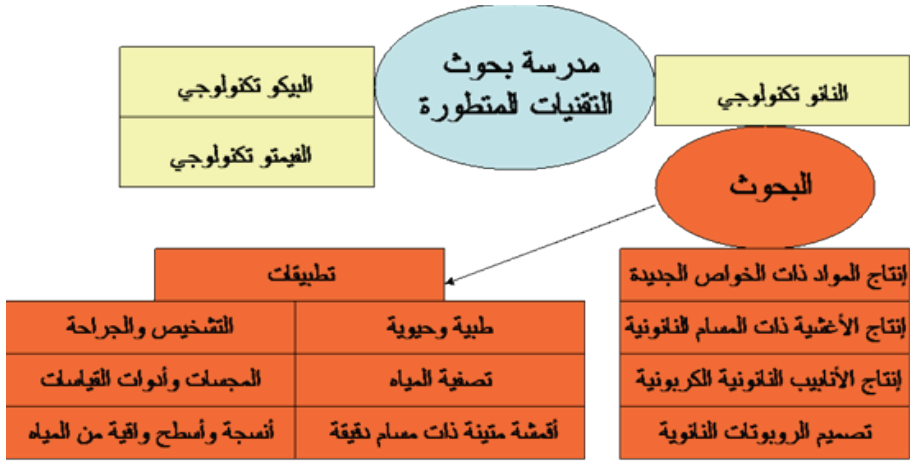 مدرسة بحوث
التقنيات المتطورة
النانو تكنولوجي
البيكو تكنولوجي
الفيمتو تكنولوجي
البحوث
إنتاج المواد ذات الخواص الجديدة
إنتاج الأغشية ذات المسام النانونية
إنتاج الأنابيب النانونية الكربونية
تصميم الروبوتات النانوية
تطبيقات
طبية وحيوية
التشخيص والجراحة
تصفية المياه
المجسات وأدوات القياسات
أقمشة متينة ذات مسام دقيقة
أنسجة وأسطح واقية من المياه